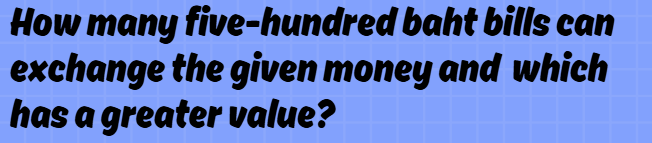 How many five-hundred baht bills can
exchange the given money and which
has a greater value?